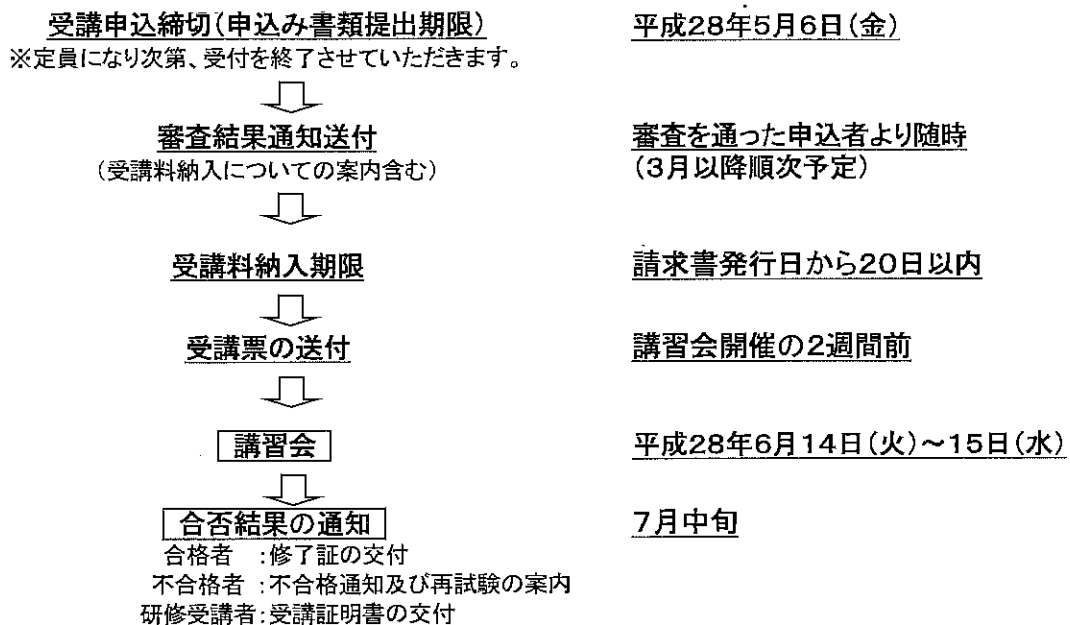 受講申込締切(申込み書類提出期限) 平成28年5月6日(金)
※定員になり次第、受付を終了させていただきます。
審査結果通知送付 審査を通った申込者より随時
(受講料納入についての案内含む) (3月以降順次予定)
受講料納入期限 請求書発行日から20日以内
受講票の送付 講習会開催の2週間前
講習会 平成28年6月14日(火)~15日(水)
合否結果の通知 7月中旬
合格者 :修了証の交付
不合格者 :不合格通知及び再試験の案内
研修受講者:受講証明書の交付